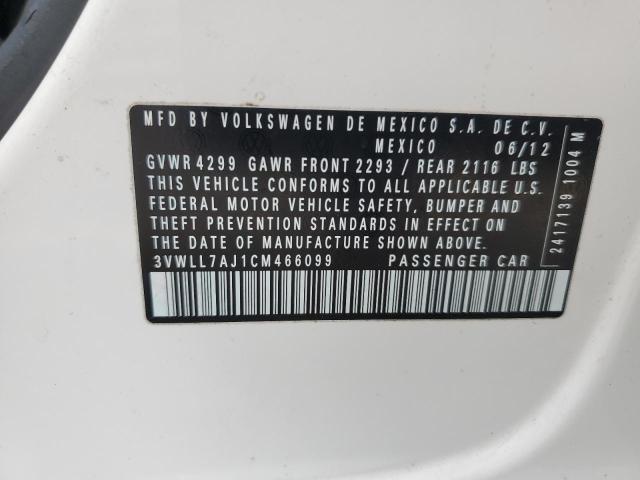 MFD BY VOLKSWAGEN DE MEXICO S.A. DE C.V.
MEXICO 06/12
GVWR 4299 GAWR FRONT 2293 / REAR 2116 LBS
THIS VEHICLE CONFORMS TO ALL APPLICABLE U.S.
FEDERAL MOTOR VEHICLE SAFETY, BUMPER AND
THEFT PREVENTION STANDARDS IN EFFECT ON
THE DATE OF MANUFACTURE SHOWN ABOVE.
3VWLL7AJ1CM466099 PASSENGER CAR
2417139 1004 M